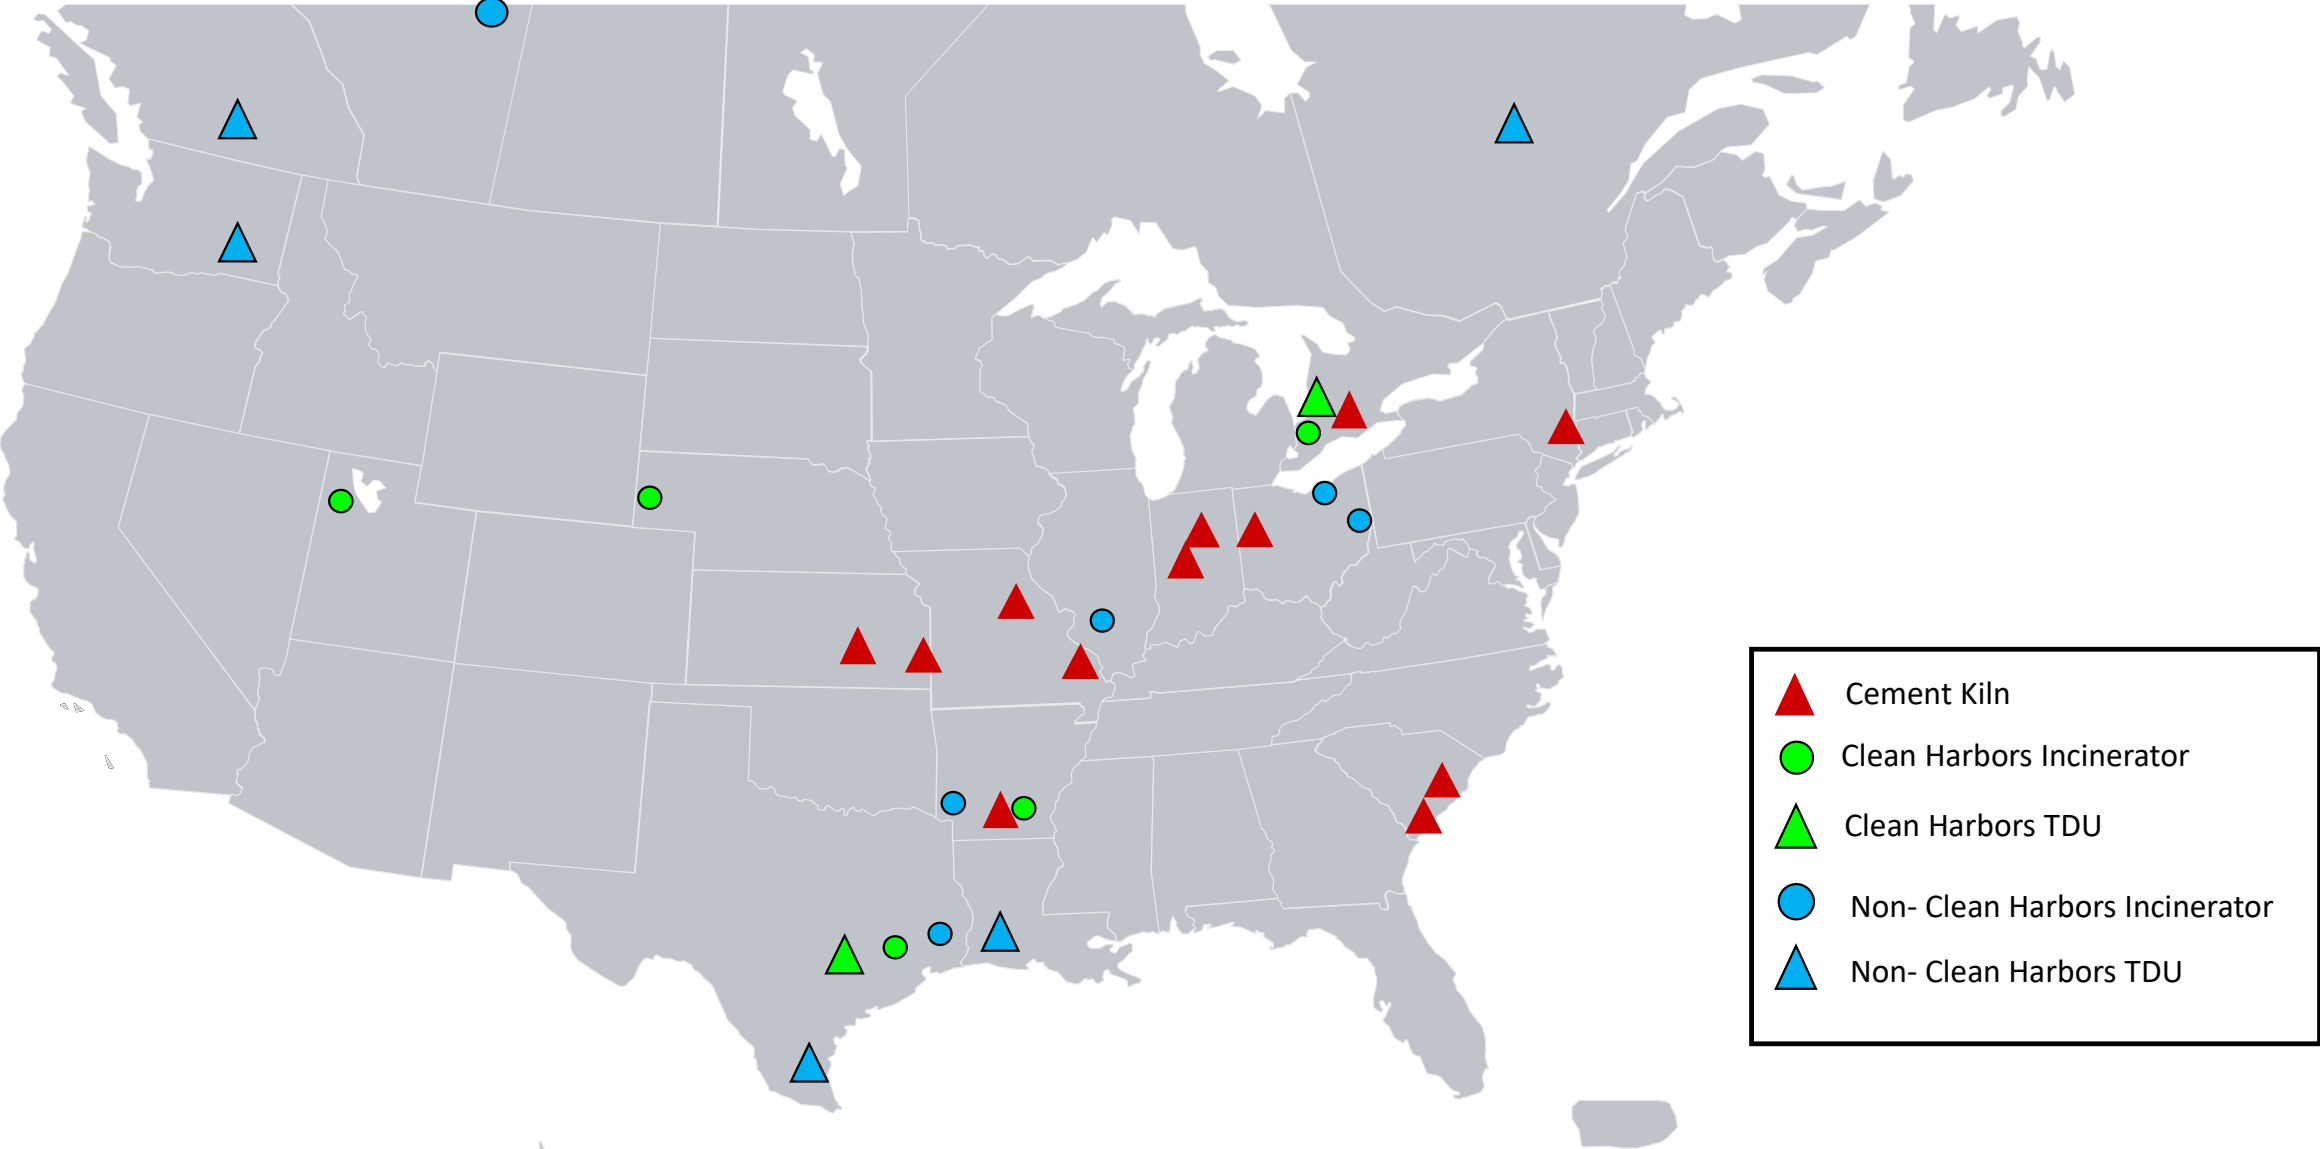 Cement Kiln
Clean Harbors Incinerator
Clean Harbors TDU
Non- Clean Harbors Incinerator
Non- Clean Harbors TDU